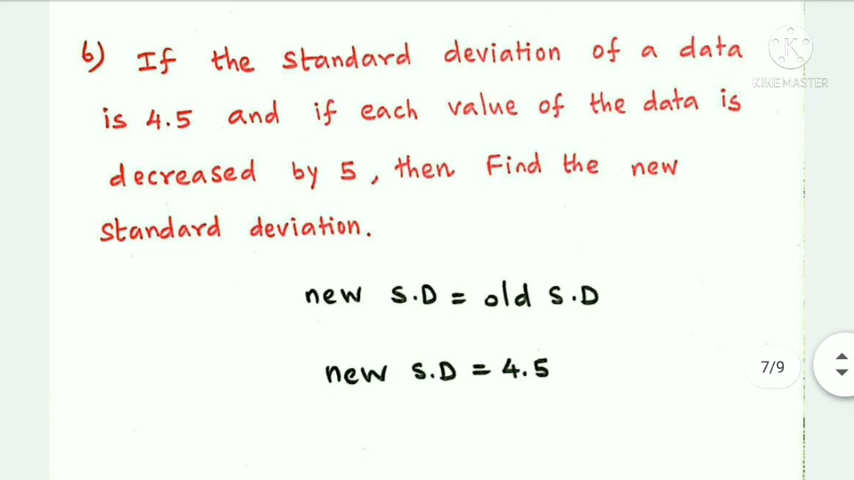 6) If the standard deviation of a data
is 4.5 and if each value of the data is
decreased by 5, then Find the new
standard deviation.
new S.D = old S.D
new S.D = 4.5
7/9
KINEMASTER